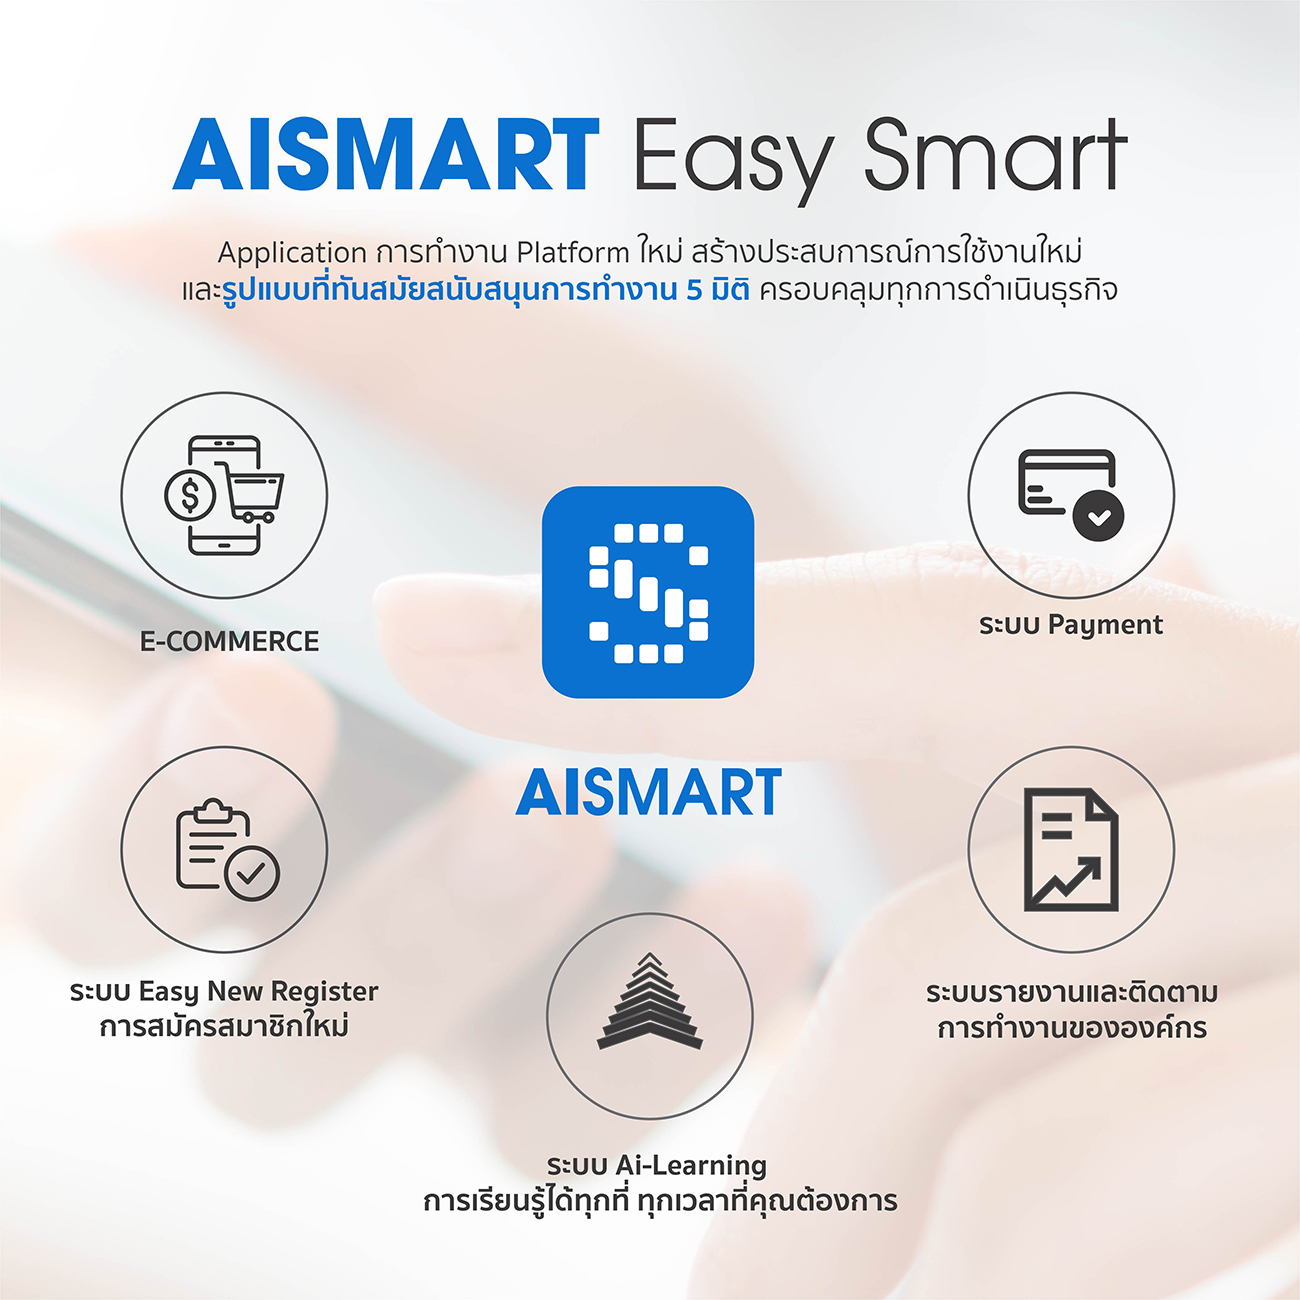 AISMART Easy Smart
Application การทำงาน Platform ใหม่ สร้างประสบการณ์การใช้งานใหม่
และรูปแบบที่ทันสมัยสนับสนุนการทำงาน 5 มิติ ครอบคลุมทุกการดำเนินธุรกิจ
E-COMMERCE
ระบบ Payment
AISMART
ระบบ Easy New Register
การสมัครสมาชิกใหม่
ระบบรายงานและติดตาม
การทำงานขององค์กร
ระบบ Ai-Learning
การเรียนรู้ได้ทุกที่ ทุกเวลาที่คุณต้องการ